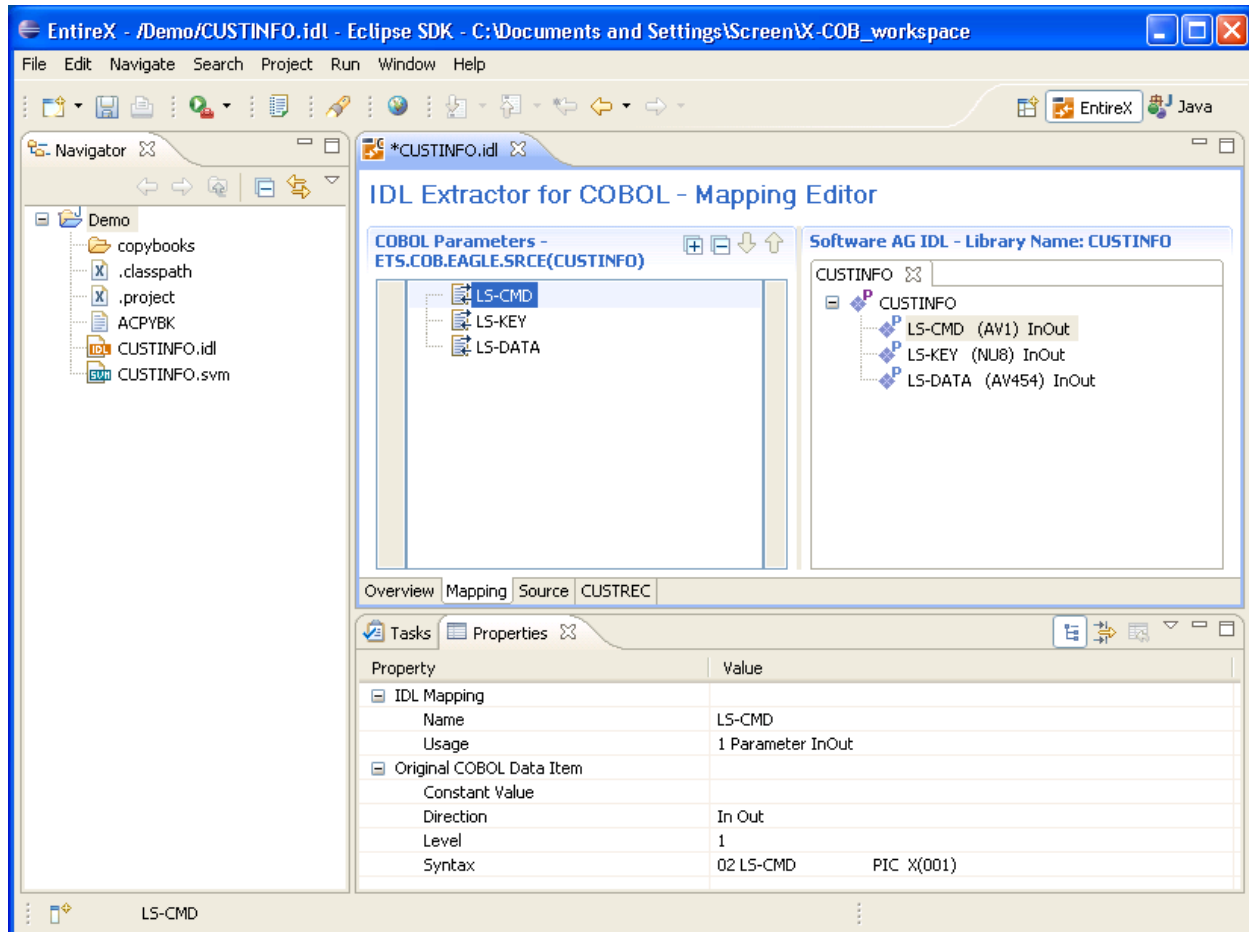 EntireX - /Demo/CUSTINFO.idl - Eclipse SDK - C:\Documents and Settings\Screen\X-COB_workspace
File Edit Navigate Search Project Run Window Help
EntireX Java
Navigator
Demo
copybooks
.classpath
.project
ACPYBK
CUSTINFO.idl
CUSTINFO.svm
*CUSTINFO.idl
IDL Extractor for COBOL - Mapping Editor
COBOL Parameters -
ETS.COB.EAGLE.SRCE(CUSTINFO)
LS-CMD
LS-KEY
LS-DATA
Software AG IDL - Library Name: CUSTINFO
CUSTINFO
CUSTINFO
LS-CMD (AV1) InOut
LS-KEY (NU8) InOut
LS-DATA (AV454) InOut
Overview Mapping Source CUSTREC
Tasks Properties
Property Value
IDL Mapping
Name LS-CMD
Usage 1 Parameter InOut
Original COBOL Data Item
Constant Value
Direction In Out
Level 1
Syntax 02 LS-CMD PIC X(001)
LS-CMD